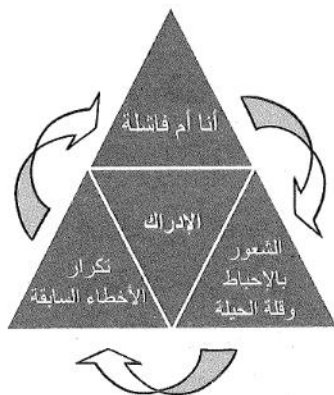 أنا أم فاشلة
الإدراك
الشعور
بالإحباط
وقلة الحيلة
تكرار
الأخطاء السابقة